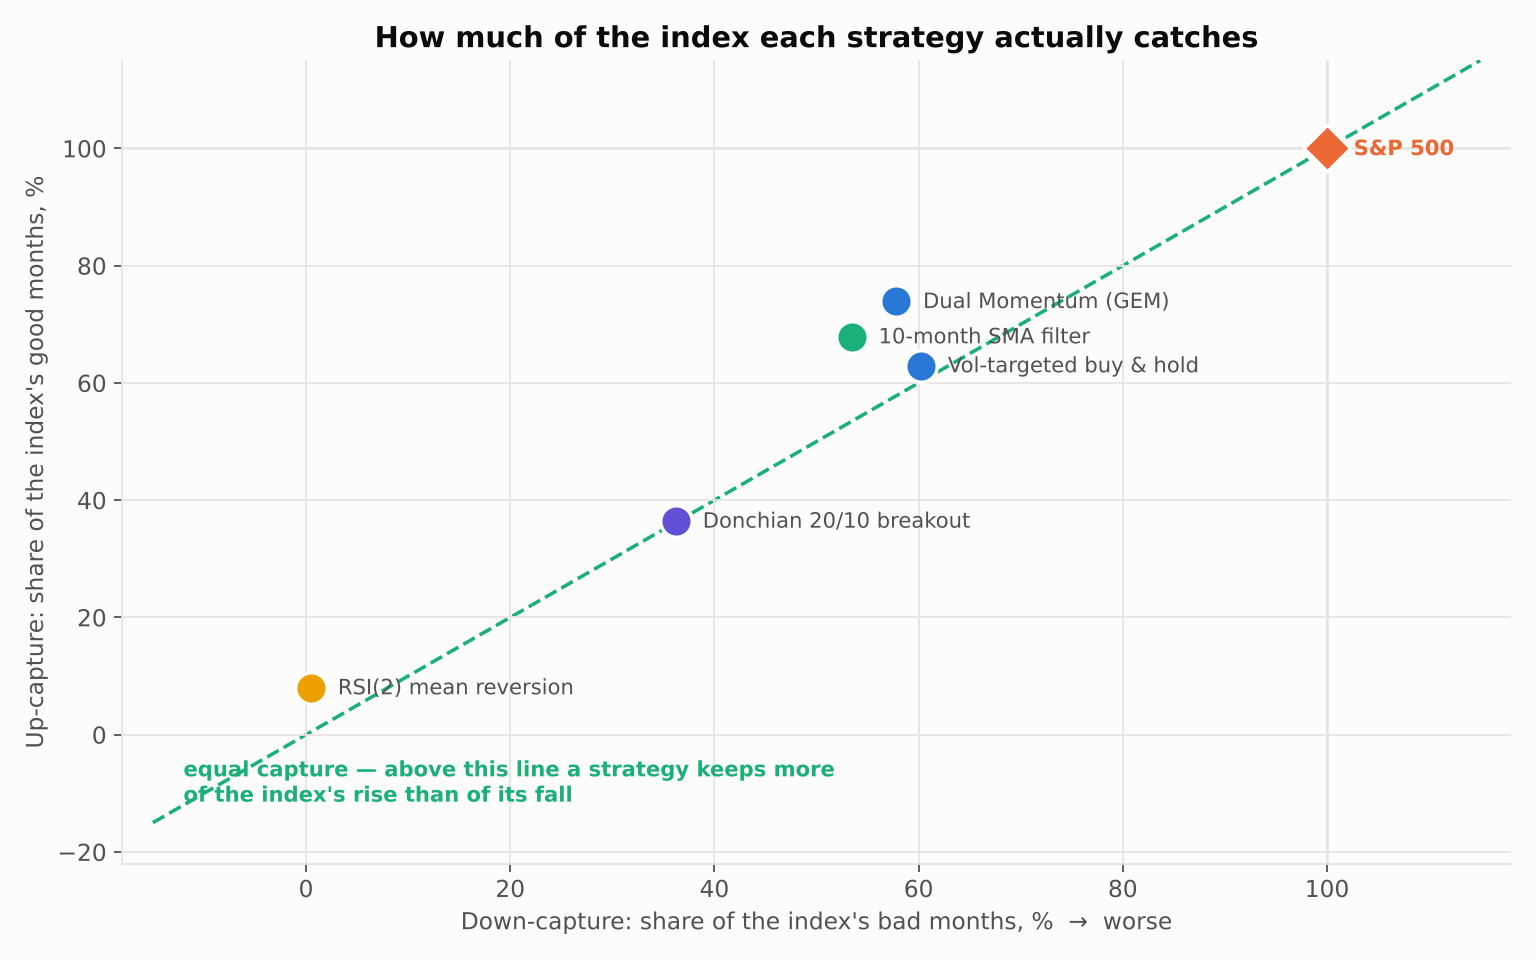 How much of the index each strategy actually catches
Up-capture: share of the index's good months, %
100
80
60
40
20
0
−20
S&P 500
Dual Momentum (GEM)
10-month SMA filter
Vol-targeted buy & hold
Donchian 20/10 breakout
RSI(2) mean reversion
equal capture — above this line a strategy keeps more
of the index's rise than of its fall
0
20
40
60
80
100
Down-capture: share of the index's bad months, % → worse